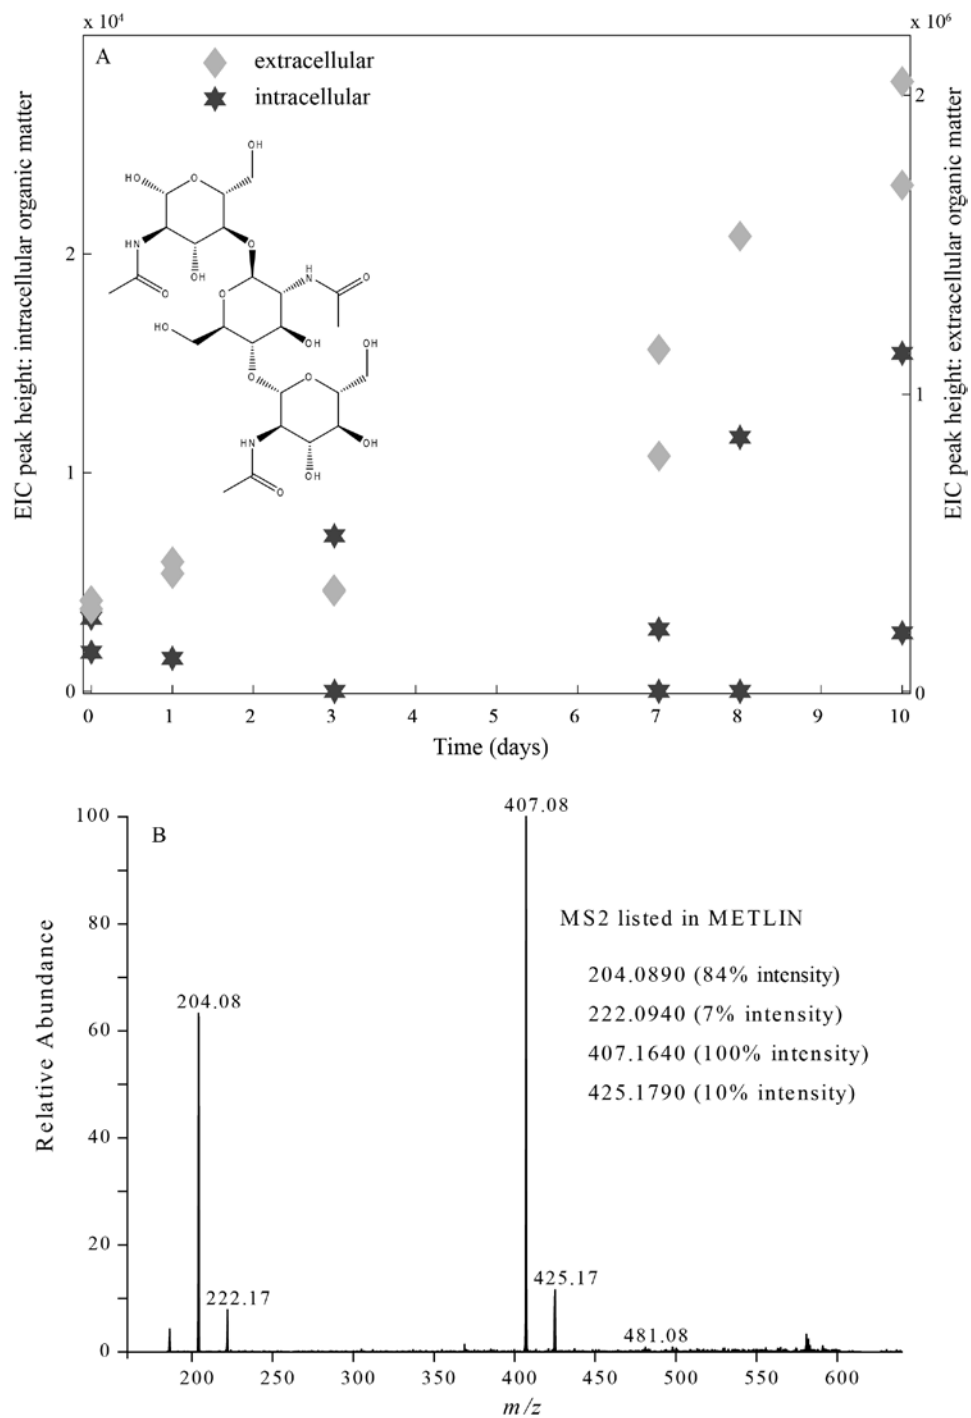 x 10⁴
x 10⁶
A
extracellular
intracellular
EIC peak height: intracellular organic matter
EIC peak height: extracellular organic matter
2
1
0
2
1
0
OH
HO
O
HN
O
OH
O
H
N
O
O
HO
OH
OH
O
O
HN
OH
OH
O
0 1 2 3 4 5 6 7 8 9 10
Time (days)
B
Relative Abundance
100
80
60
40
20
0
407.08
204.08
222.17
425.17
481.08
MS2 listed in METLIN
204.0890 (84% intensity)
222.0940 (7% intensity)
407.1640 (100% intensity)
425.1790 (10% intensity)
200 250 300 350 400 450 500 550 600
m/z